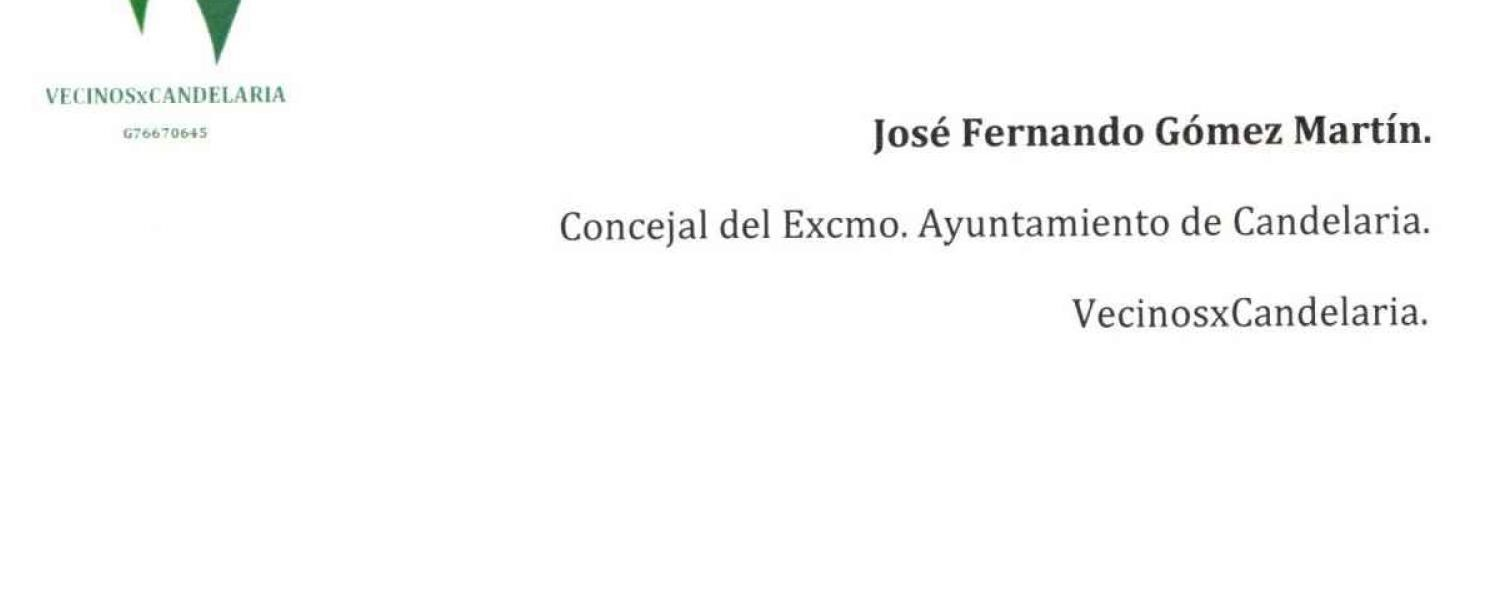 VECINOSxCANDELARIA
G76670645
José Fernando Gómez Martín.
Concejal del Excmo. Ayuntamiento de Candelaria.
VecinosxCandelaria.